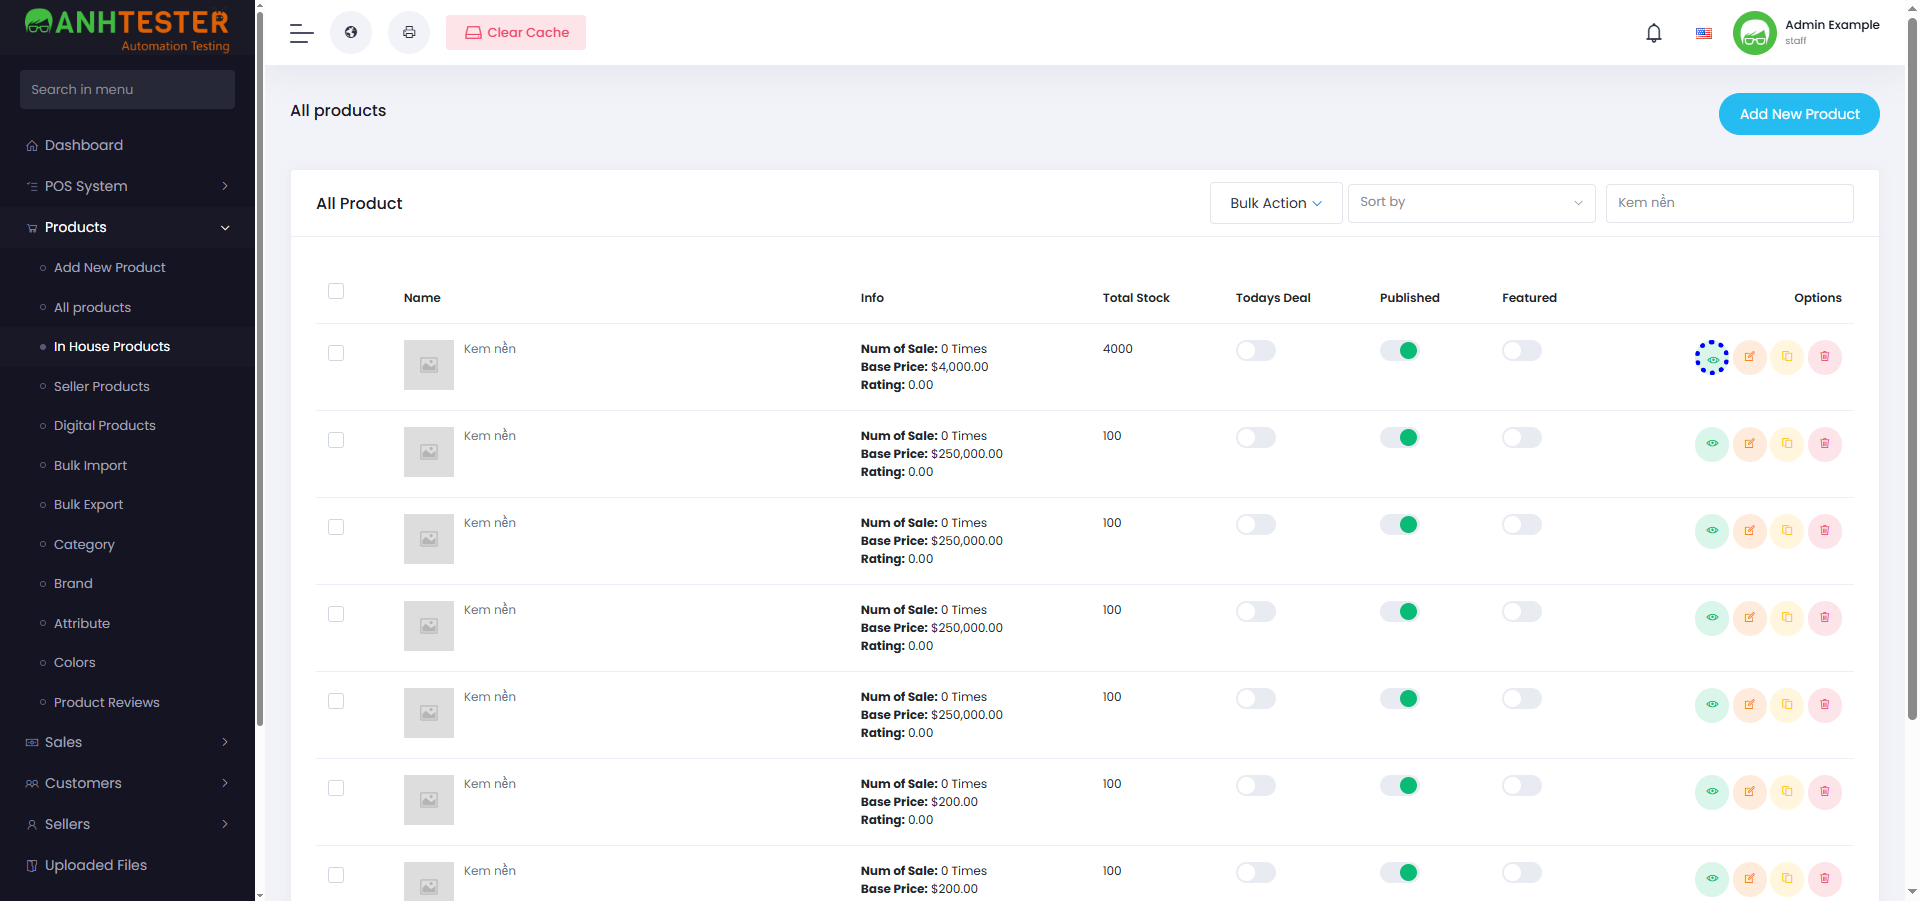 ANHTESTER
Automation Testing
Search in menu
Dashboard
POS System
Products
Add New Product
All products
In House Products
Seller Products
Digital Products
Bulk Import
Bulk Export
Category
Brand
Attribute
Colors
Product Reviews
Sales
Customers
Sellers
Uploaded Files
Clear Cache
Admin Example
staff
All products
Add New Product
All Product
Bulk Action
Sort by
Kem nền
Name Info Total Stock Todays Deal Published Featured Options
Kem nền
Num of Sale: 0 Times
Base Price: $4,000.00
Rating: 0.00
4000
Kem nền
Num of Sale: 0 Times
Base Price: $250,000.00
Rating: 0.00
100
Kem nền
Num of Sale: 0 Times
Base Price: $250,000.00
Rating: 0.00
100
Kem nền
Num of Sale: 0 Times
Base Price: $250,000.00
Rating: 0.00
100
Kem nền
Num of Sale: 0 Times
Base Price: $250,000.00
Rating: 0.00
100
Kem nền
Num of Sale: 0 Times
Base Price: $200.00
Rating: 0.00
100
Kem nền
Num of Sale: 0 Times
Base Price: $200.00
100